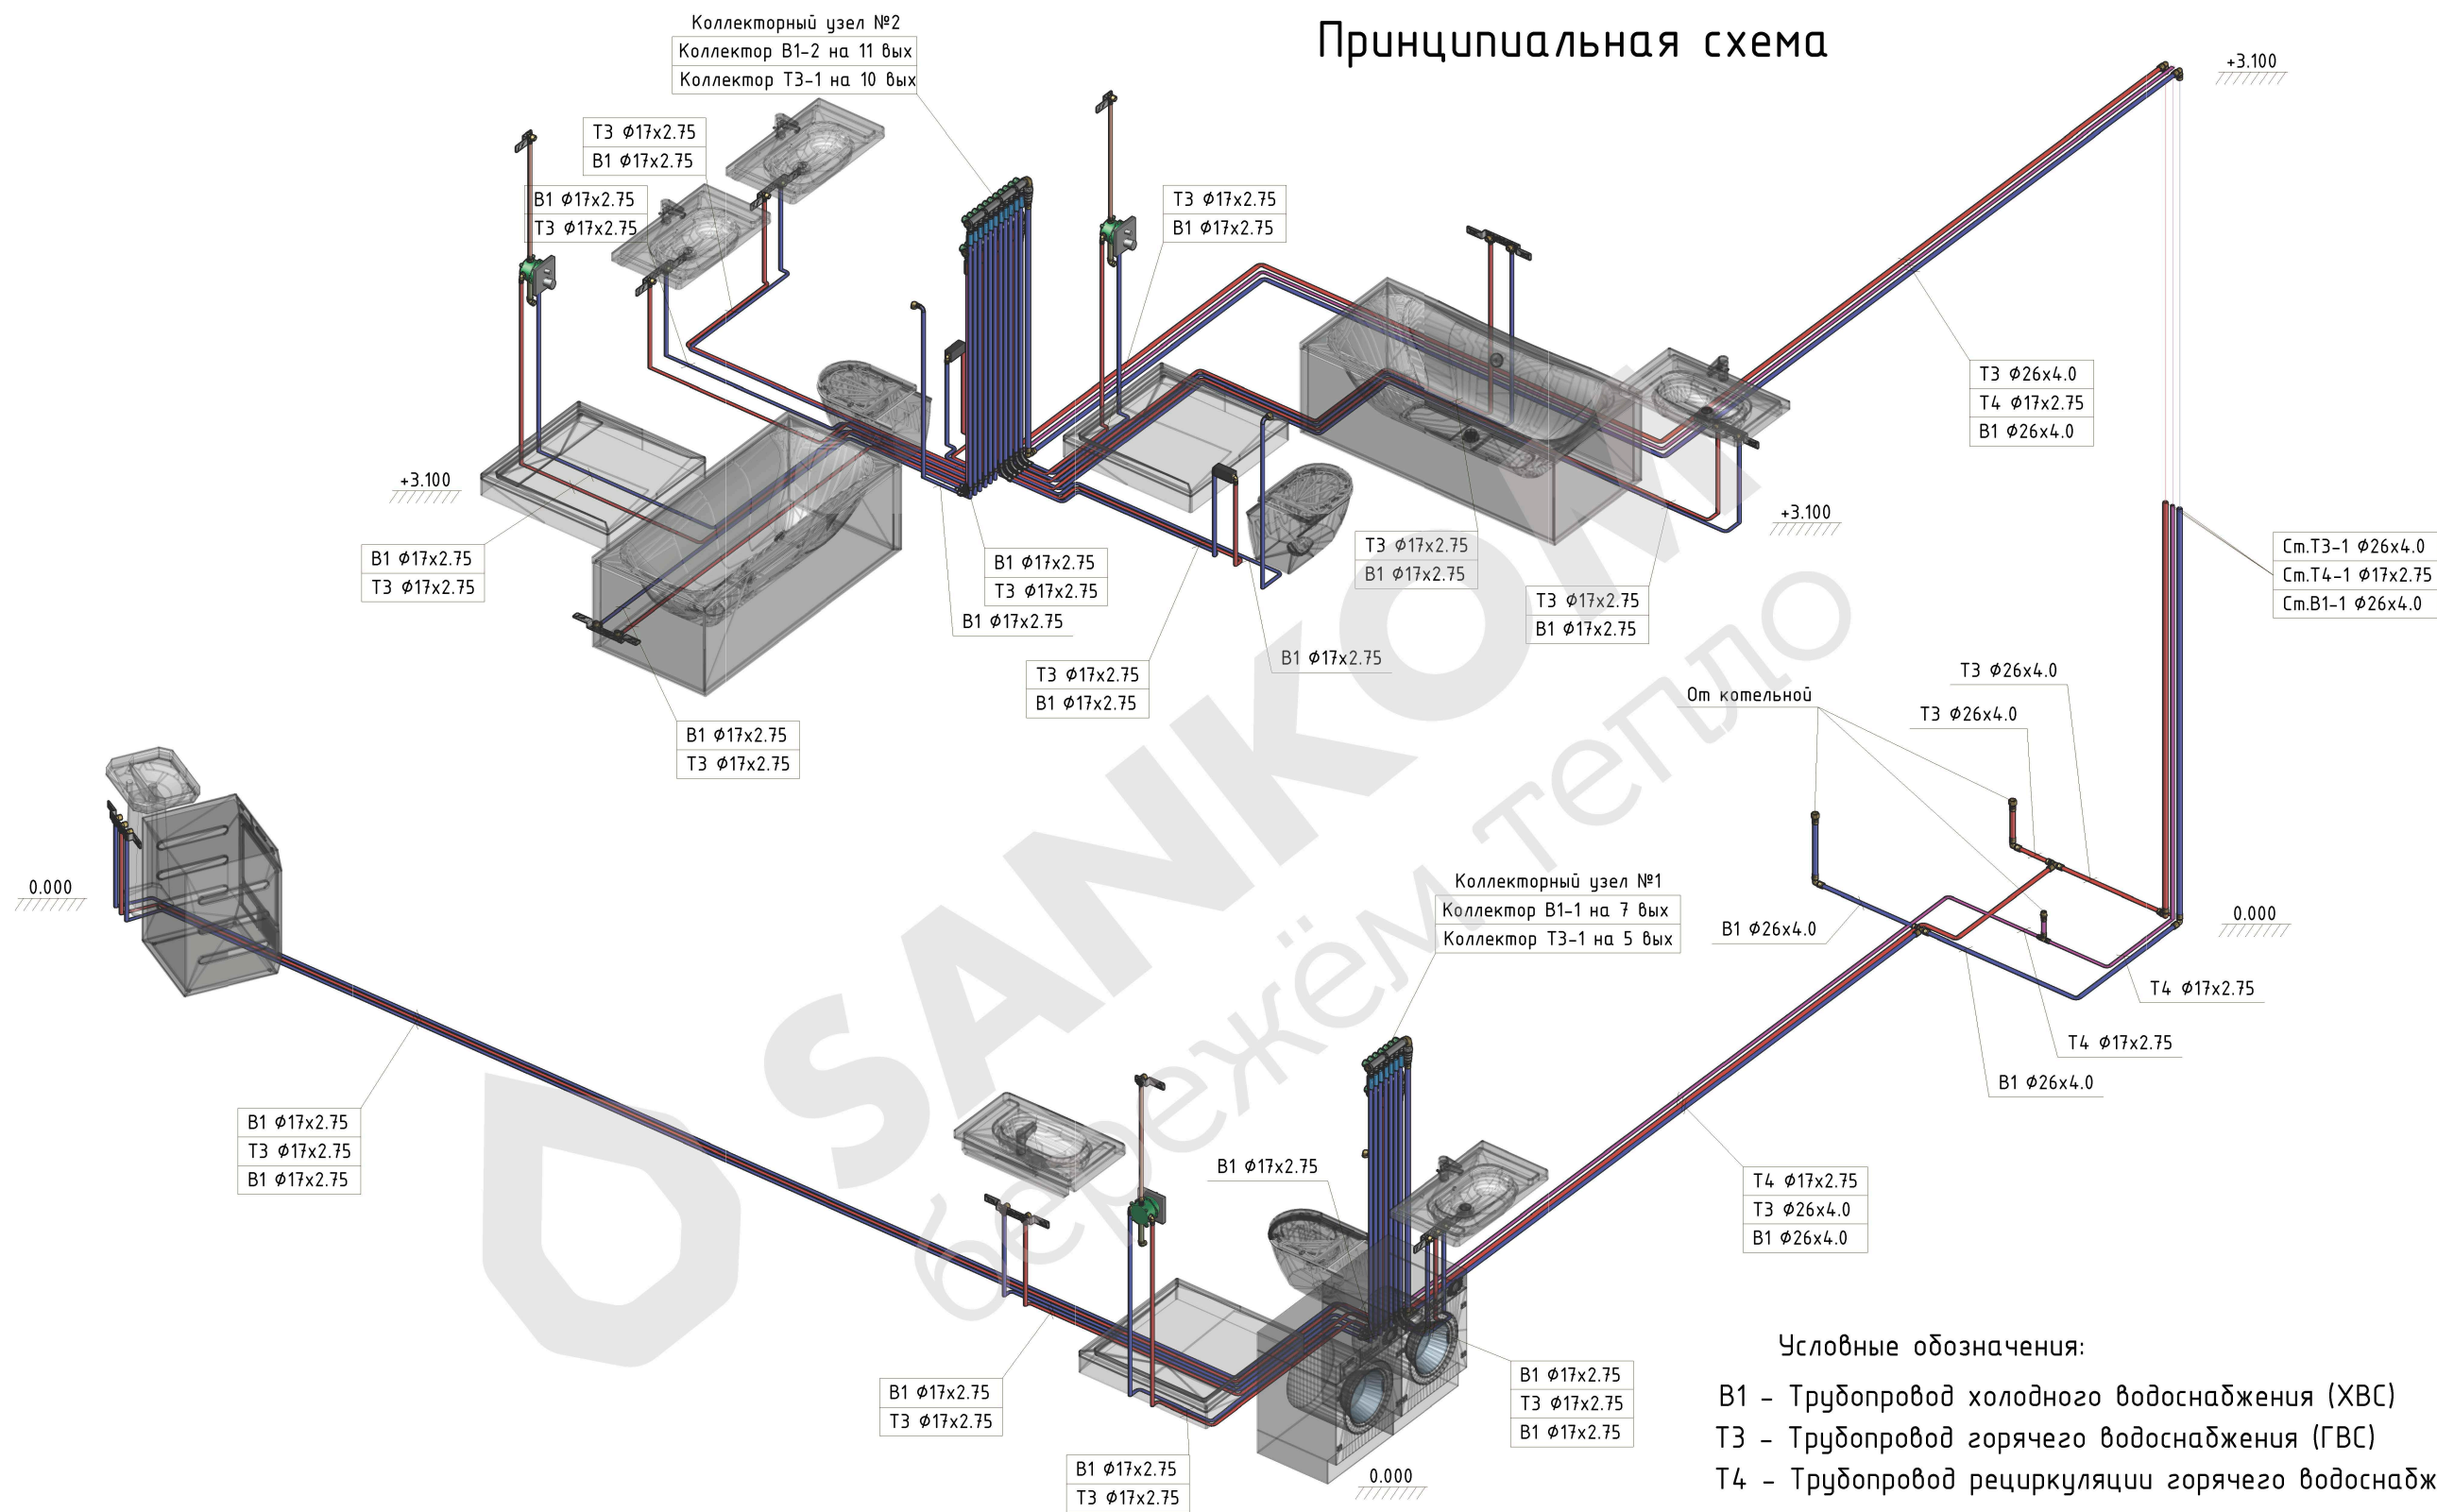 Принципиальная схема
Коллекторный узел №2
Коллектор В1-2 на 11 вых
Коллектор Т3-1 на 10 вых
+3.100
Т3 Ф17х2.75
В1 Ф17х2.75
В1 Ф17х2.75
Т3 Ф17х2.75
Т3 Ф17х2.75
В1 Ф17х2.75
Т3 Ф26х4.0
Т4 Ф17х2.75
В1 Ф26х4.0
+3.100
+3.100
В1 Ф17х2.75
Т3 Ф17х2.75
В1 Ф17х2.75
Т3 Ф17х2.75
В1 Ф17х2.75
Т3 Ф17х2.75
В1 Ф17х2.75
Т3 Ф17х2.75
В1 Ф17х2.75
Ст.Т3-1 Ф26х4.0
Ст.Т4-1 Ф17х2.75
Ст.В1-1 Ф26х4.0
Т3 Ф17х2.75
В1 Ф17х2.75
В1 Ф17х2.75
В1 Ф17х2.75
Т3 Ф17х2.75
От котельной
Т3 Ф26х4.0
Т3 Ф26х4.0
0.000
Коллекторный узел №1
Коллектор В1-1 на 7 вых
Коллектор Т3-1 на 5 вых
В1 Ф26х4.0
0.000
Т4 Ф17х2.75
Т4 Ф17х2.75
В1 Ф26х4.0
В1 Ф17х2.75
Т3 Ф17х2.75
В1 Ф17х2.75
В1 Ф17х2.75
Т4 Ф17х2.75
Т3 Ф26х4.0
В1 Ф26х4.0
В1 Ф17х2.75
Т3 Ф17х2.75
В1 Ф17х2.75
Т3 Ф17х2.75
В1 Ф17х2.75
В1 Ф17х2.75
Т3 Ф17х2.75
0.000
SANKOM
бережём тепло
Условные обозначения:
В1 - Трубопровод холодного водоснабжения (ХВС)
Т3 - Трубопровод горячего водоснабжения (ГВС)
Т4 - Трубопровод рециркуляции горячего водоснабж